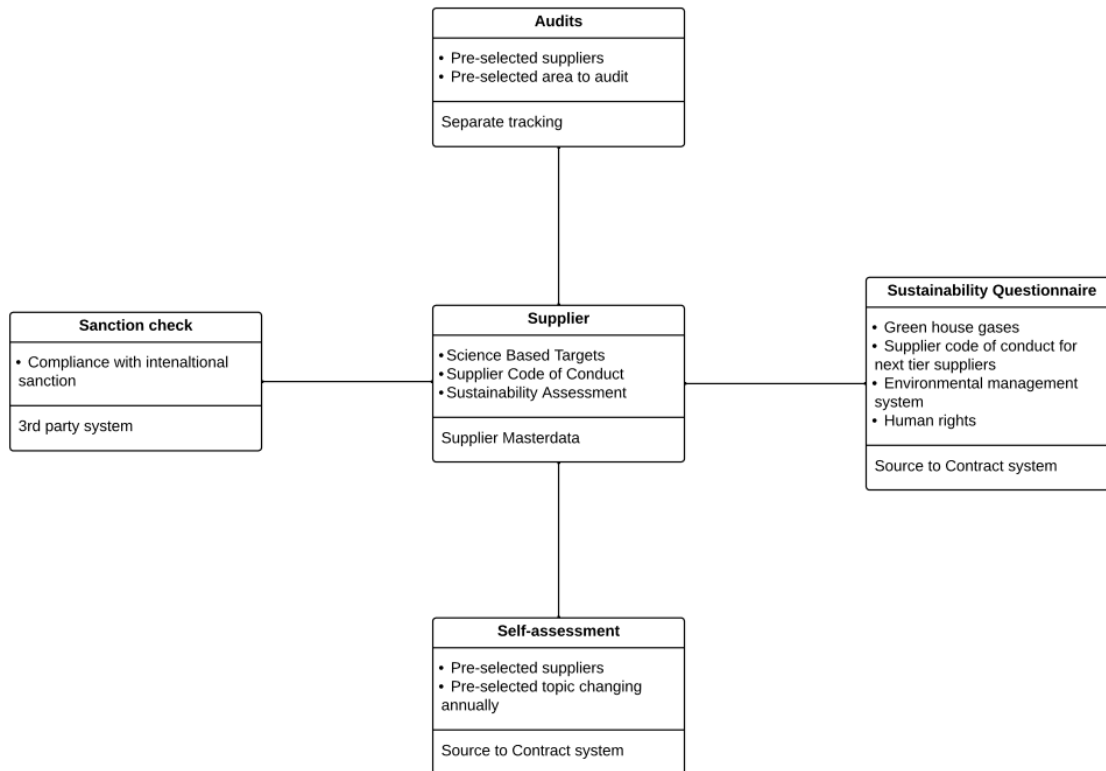 Audits
• Pre-selected suppliers
• Pre-selected area to audit
Separate tracking
Sanction check
• Compliance with intenaltional
sanction
3rd party system
Supplier
•Science Based Targets
•Supplier Code of Conduct
•Sustainability Assessment
Supplier Masterdata
Sustainability Questionnaire
• Green house gases
• Supplier code of conduct for
next tier suppliers
• Environmental management
system
• Human rights
Source to Contract system
Self-assessment
• Pre-selected suppliers
• Pre-selected topic changing
annually
Source to Contract system